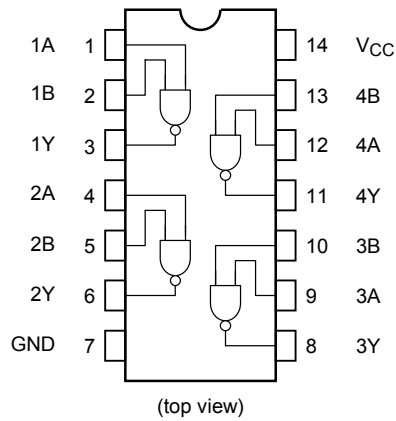 1A 1 14 VCC
1B 2 13 4B
1Y 3 12 4A
2A 4 11 4Y
2B 5 10 3B
2Y 6 9 3A
GND 7 8 3Y
(top view)